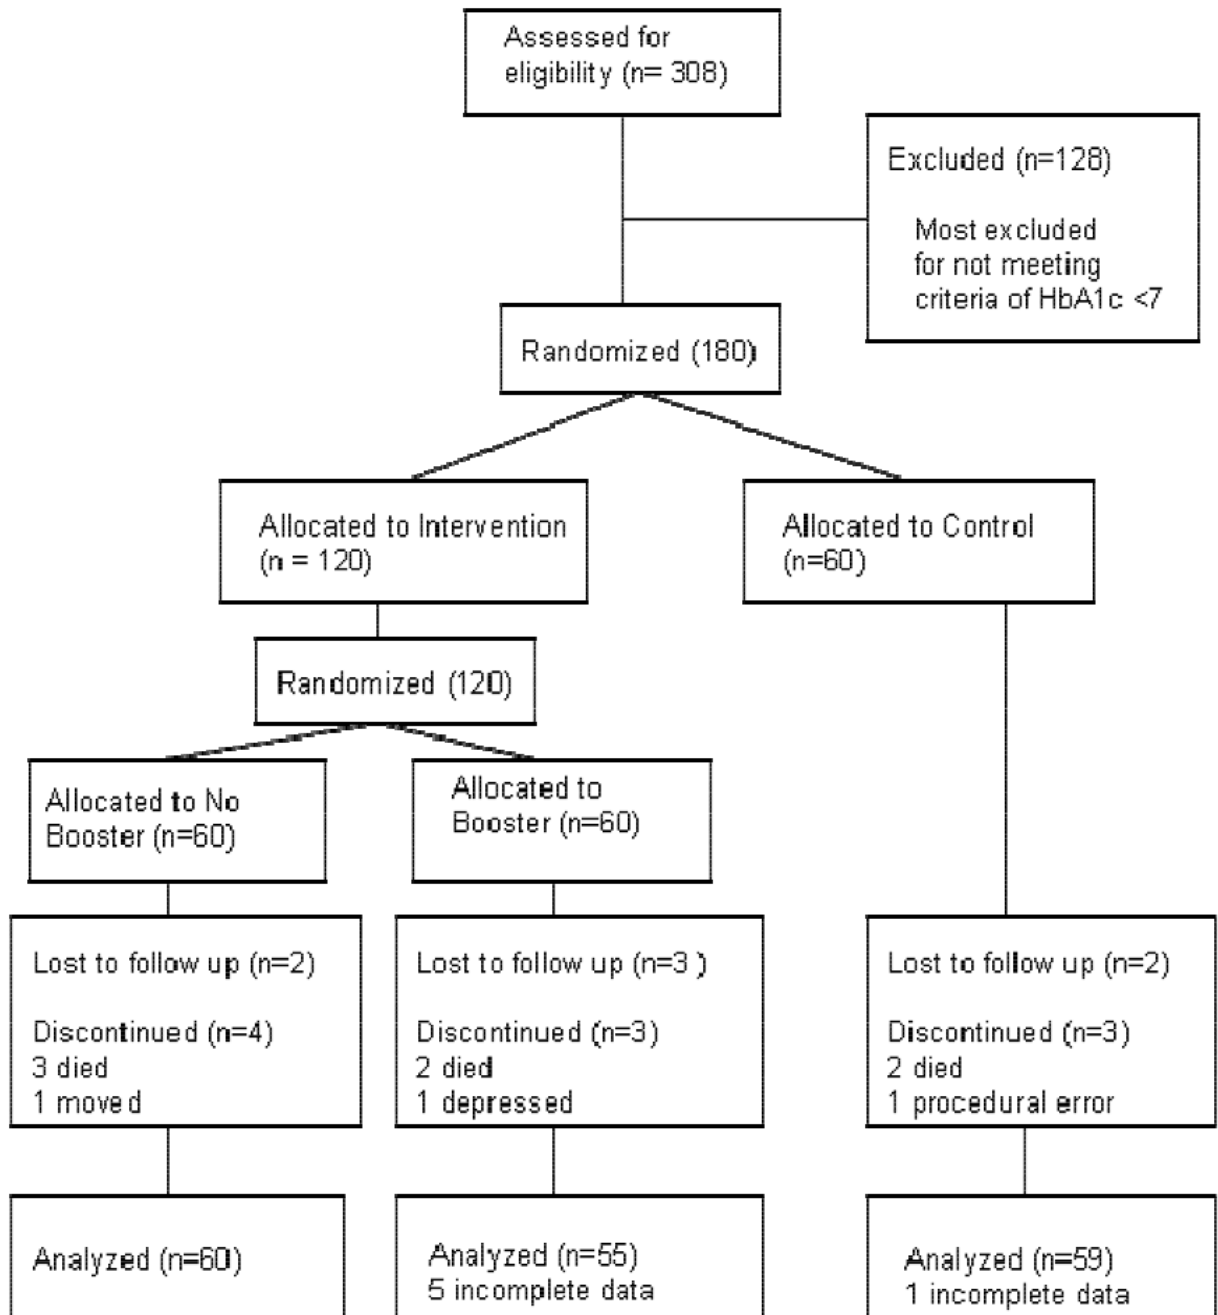 Assessed for
eligibility (n= 308)
Excluded (n=128)
Most excluded
for not meeting
criteria of HbA1c <7
Randomized (180)
Allocated to Intervention
(n = 120)
Allocated to Control
(n=60)
Randomized (120)
Allocated to No
Booster (n=60)
Allocated to
Booster (n=60)
Lost to follow up (n=2)
Discontinued (n=4)
3 died
1 moved
Lost to follow up (n=3 )
Discontinued (n=3)
2 died
1 depressed
Lost to follow up (n=2)
Discontinued (n=3)
2 died
1 procedural error
Analyzed (n=60)
Analyzed (n=55)
5 incomplete data
Analyzed (n=59)
1 incomplete data